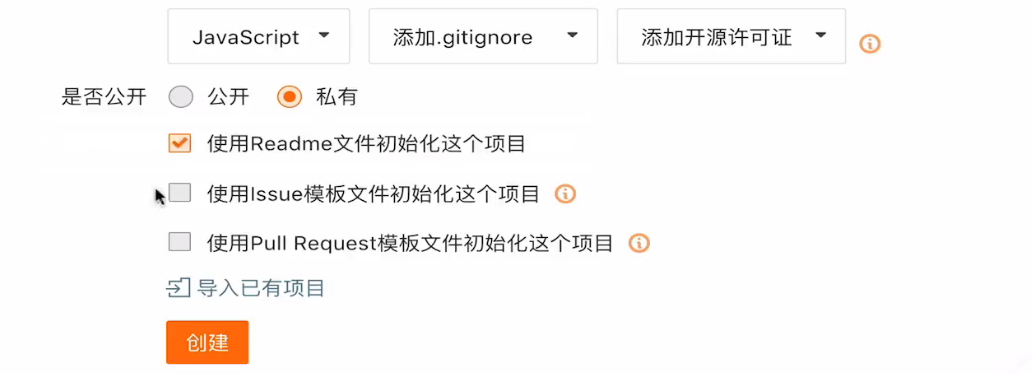 JavaScript 添加.gitignore 添加开源许可证
是否公开 公开 私有
使用Readme文件初始化这个项目
使用Issue模板文件初始化这个项目
使用Pull Request模板文件初始化这个项目
导入已有项目
创建